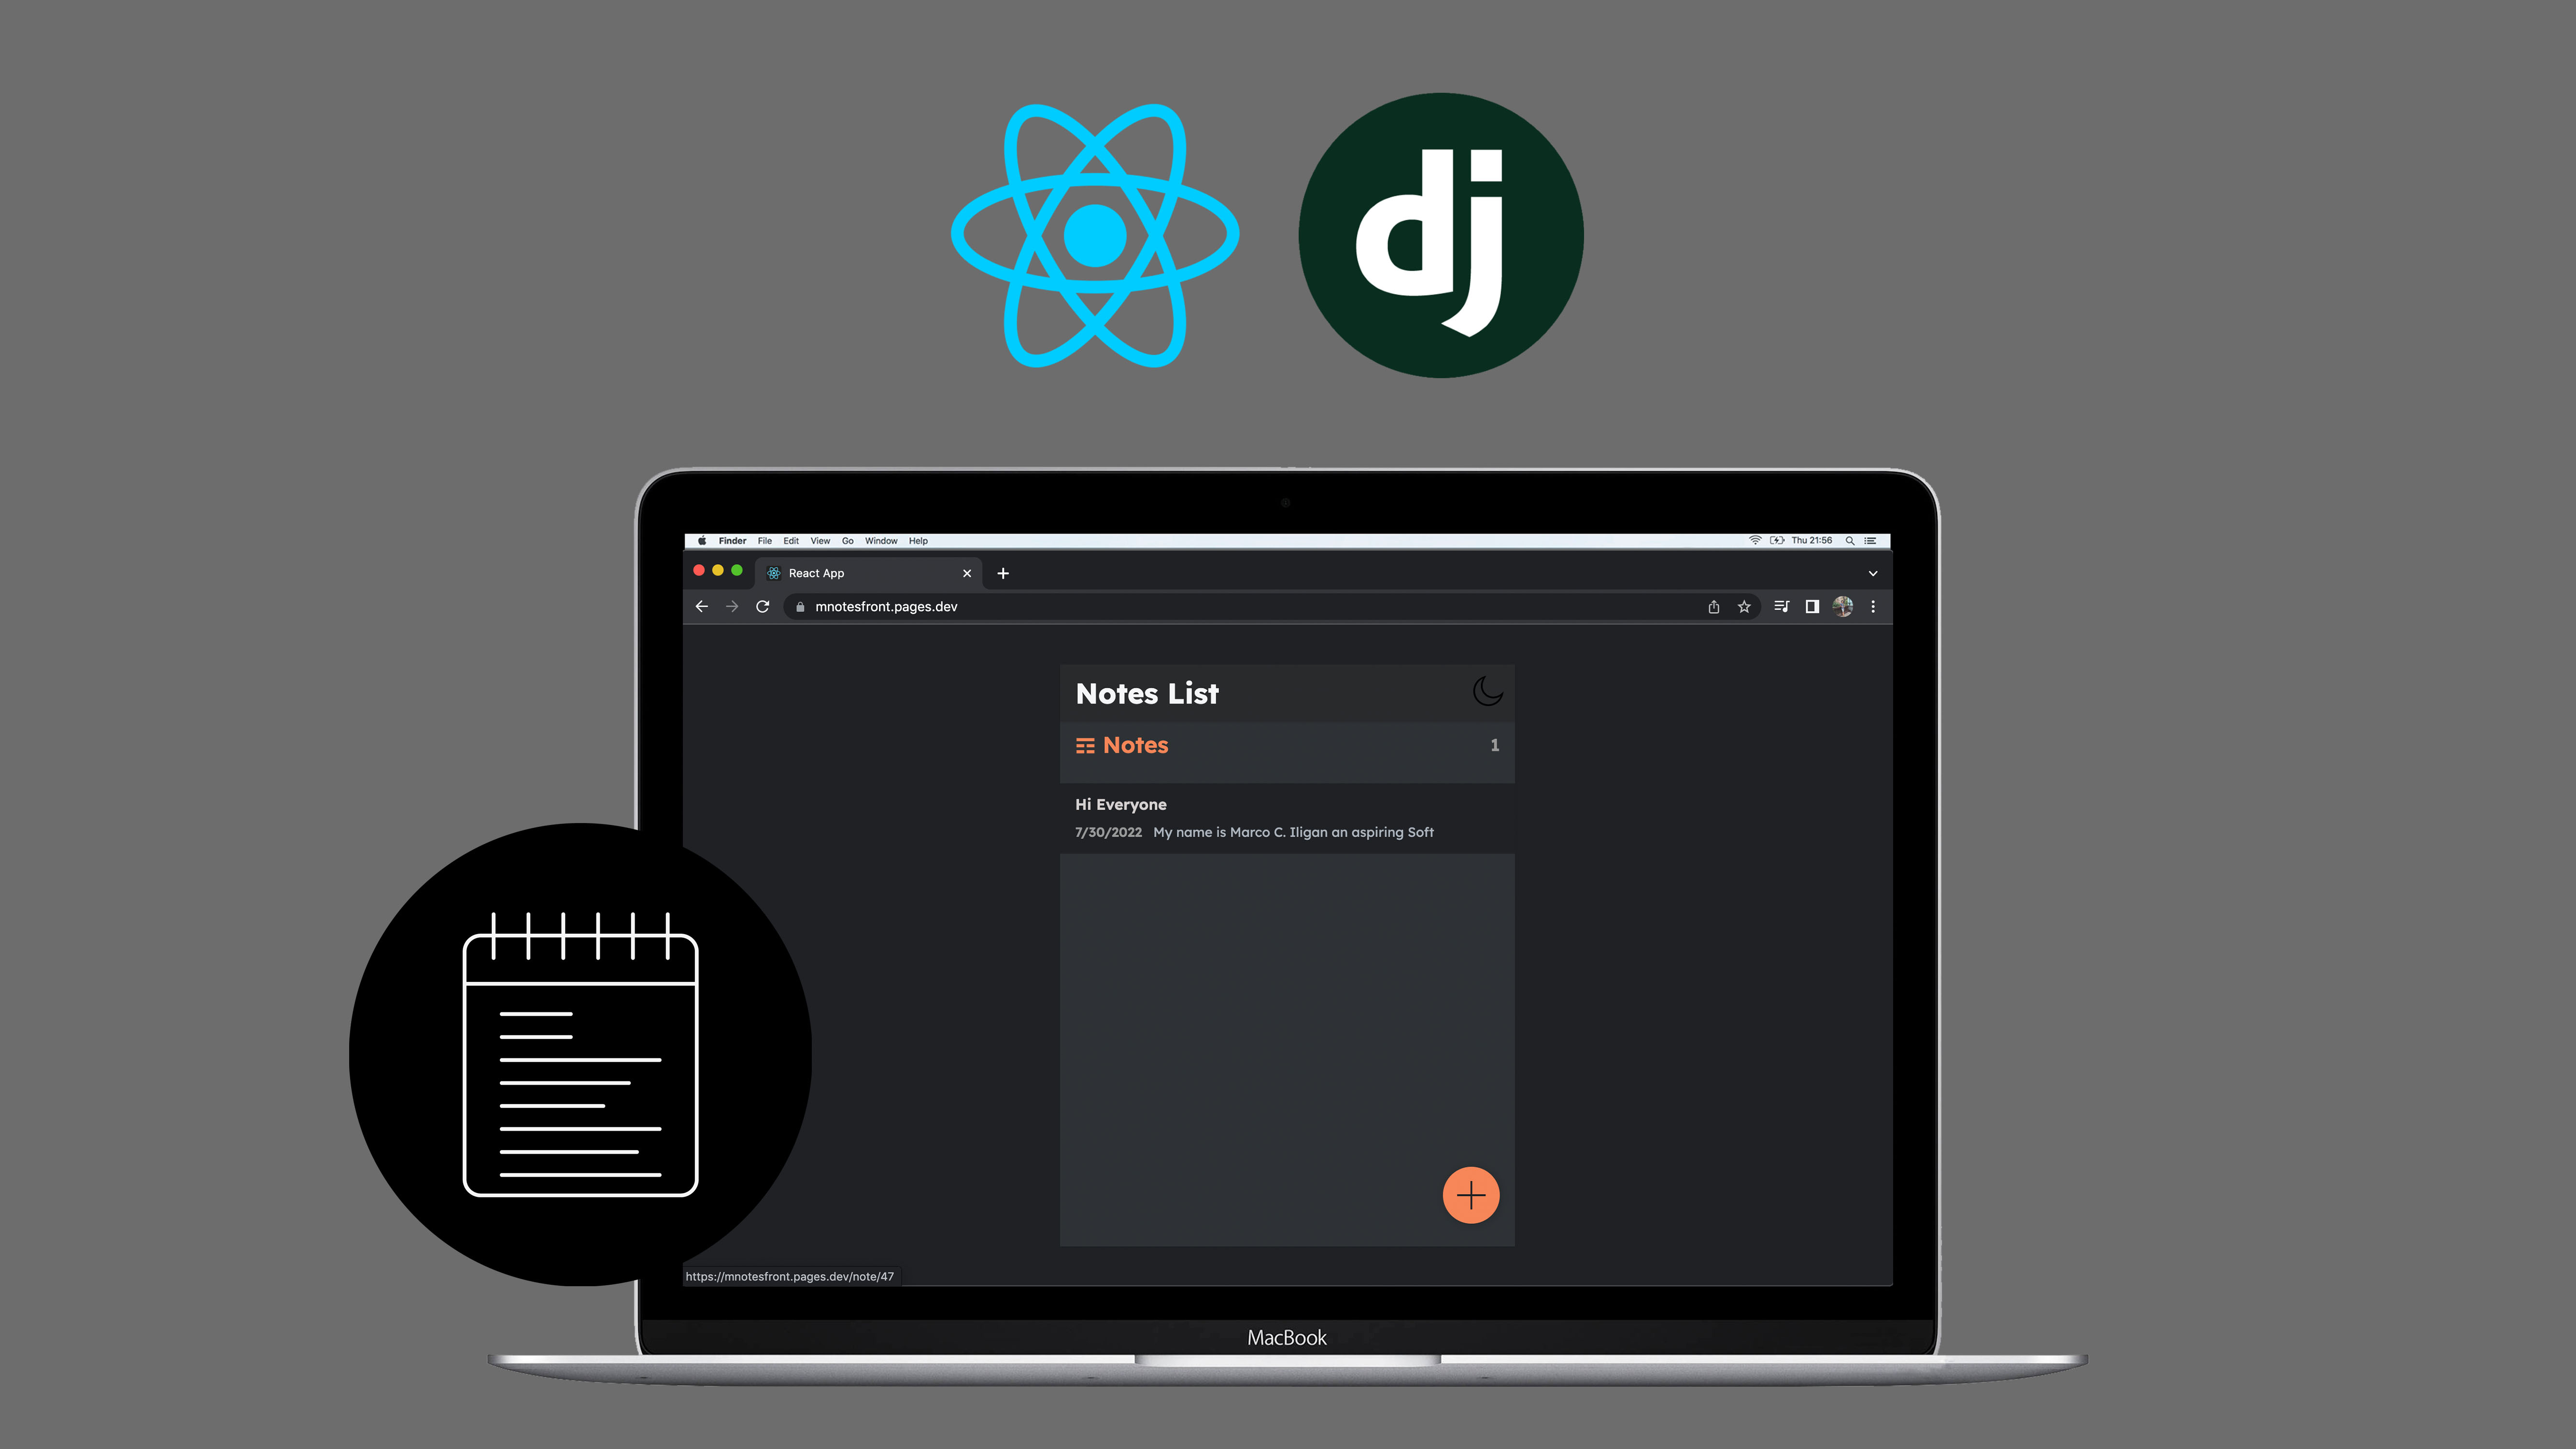 dj
Finder File Edit View Go Window Help Thu 21:56
React App
mnotesfront.pages.dev
Notes List
Notes 1
Hi Everyone
7/30/2022 My name is Marco C. Iligan an aspiring Soft
https://mnotesfront.pages.dev/note/47
MacBook